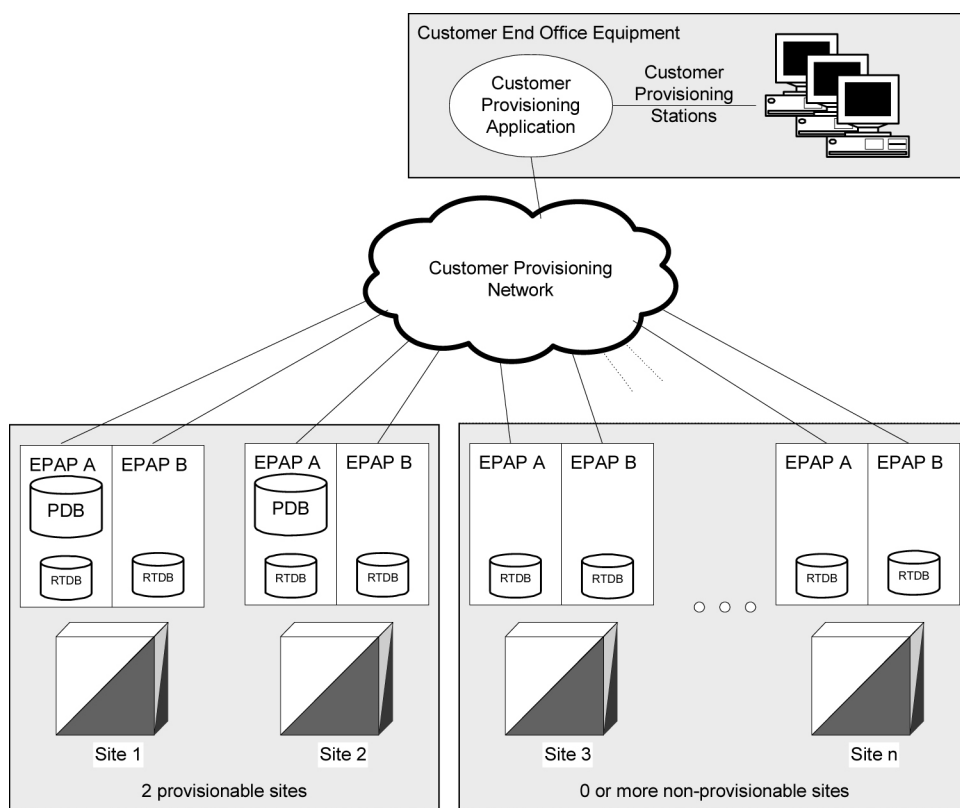 Customer End Office Equipment
Customer
Provisioning
Application
Customer
Provisioning
Stations
Customer Provisioning
Network
EPAP A
EPAP B
PDB
RTDB
RTDB
EPAP A
EPAP B
PDB
RTDB
RTDB
EPAP A
EPAP B
RTDB
RTDB
EPAP A
EPAP B
RTDB
RTDB
Site 1
Site 2
Site 3
Site n
2 provisionable sites
0 or more non-provisionable sites